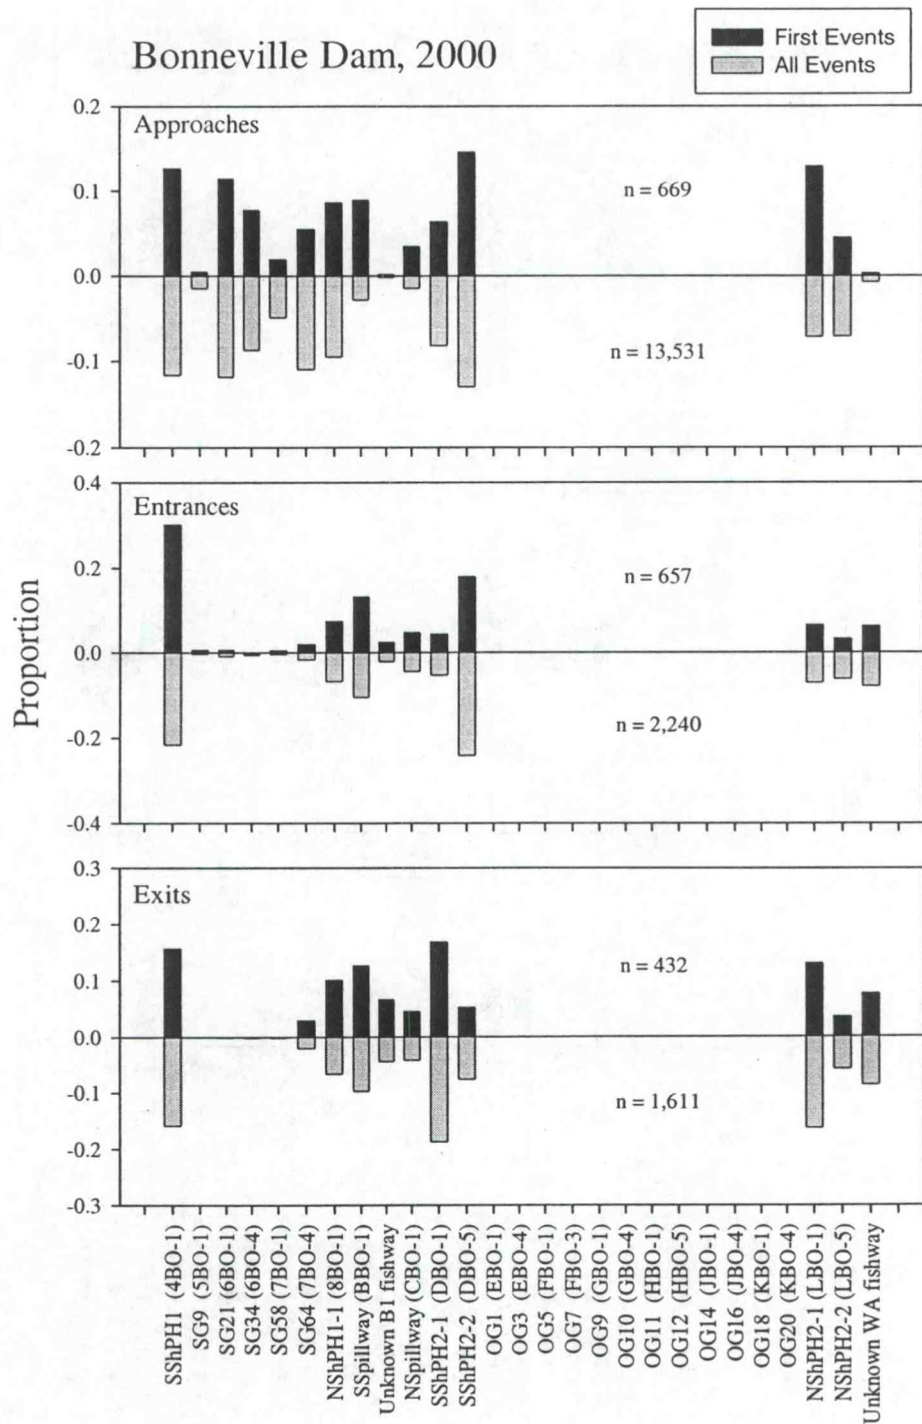 Bonneville Dam, 2000
First Events
All Events
Approaches
0.2
0.1
0.0
-0.1
-0.2
n = 669
n = 13,531
Entrances
0.4
0.2
0.0
-0.2
-0.4
n = 657
n = 2,240
Exits
0.3
0.2
0.1
0.0
-0.1
-0.2
-0.3
n = 432
n = 1,611
Proportion
SShPH1 (4BO-1)
SG9 (5BO-1)
SG21 (6BO-1)
SG34 (6BO-4)
SG58 (7BO-1)
SG64 (7BO-4)
NShPH1-1 (8BO-1)
SSpillway (BBO-1)
Unknown B1 fishway
NSpillway (CBO-1)
SShPH2-1 (DBO-1)
SShPH2-2 (DBO-5)
OG1 (EBO-1)
OG3 (EBO-4)
OG5 (FBO-1)
OG7 (FBO-3)
OG9 (GBO-1)
OG10 (GBO-4)
OG11 (HBO-1)
OG12 (HBO-5)
OG14 (JBO-1)
OG16 (JBO-4)
OG18 (KBO-1)
OG20 (KBO-4)
NShPH2-1 (LBO-1)
NShPH2-2 (LBO-5)
Unknown WA fishway